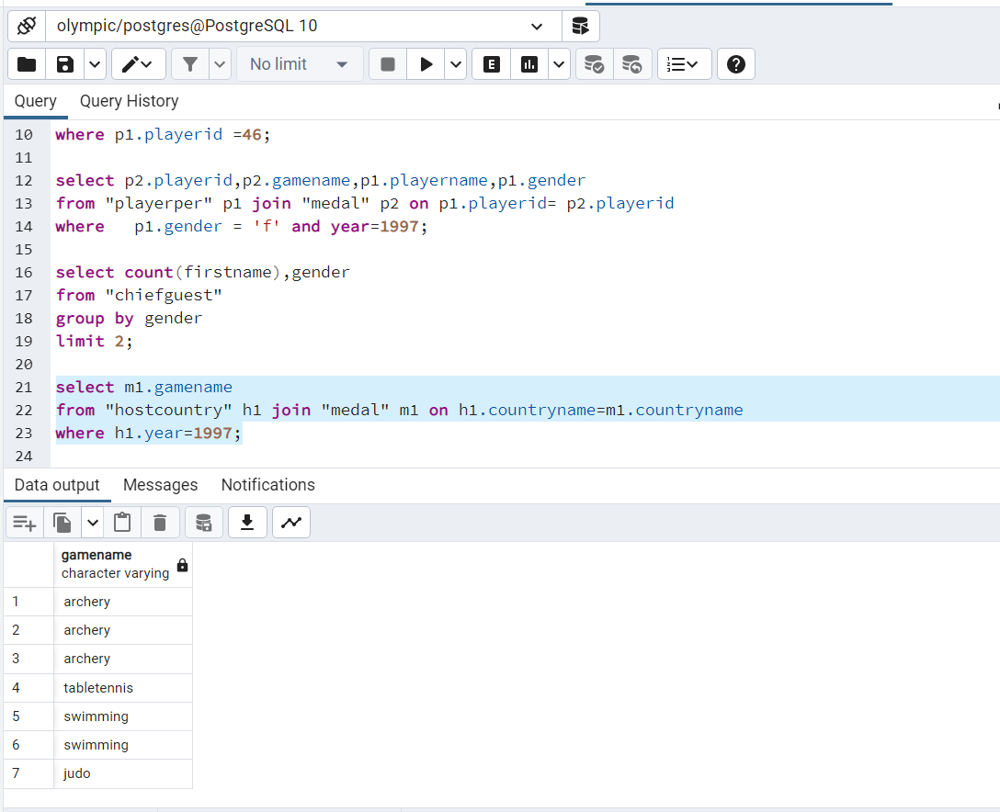 olympic/postgres@PostgreSQL 10
No limit
E
Query Query History
10 where p1.playerid =46;
11
12 select p2.playerid,p2.gamename,p1.playername,p1.gender
13 from "playerper" p1 join "medal" p2 on p1.playerid= p2.playerid
14 where   p1.gender = 'f' and year=1997;
15
16 select count(firstname),gender
17 from "chiefguest"
18 group by gender
19 limit 2;
20
21 select m1.gamename
22 from "hostcountry" h1 join "medal" m1 on h1.countryname=m1.countryname
23 where h1.year=1997;
24
Data output Messages Notifications
gamename
character varying
1 archery
2 archery
3 archery
4 tabletennis
5 swimming
6 swimming
7 judo